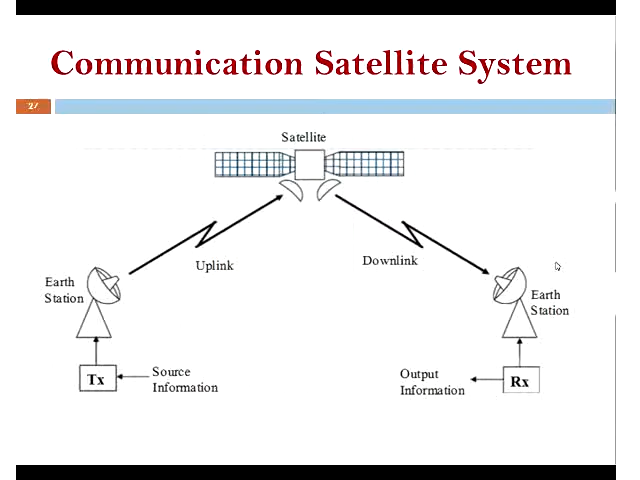 Communication Satellite System
27
Satellite
Uplink
Downlink
Earth
Station
Earth
Station
Tx
Source
Information
Output
Information
Rx